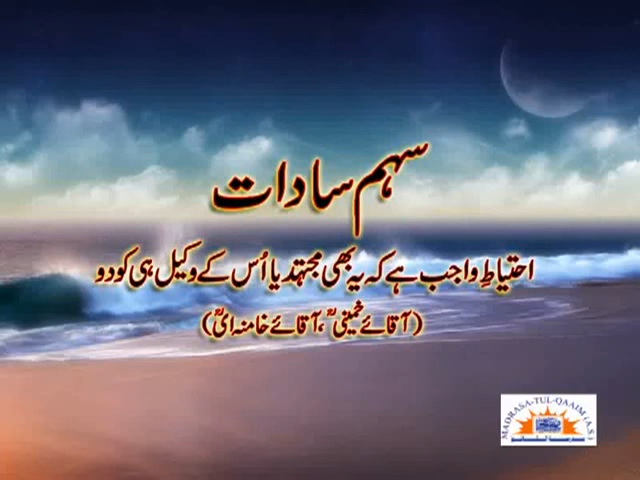 سہم سادات
احتیاطِ واجب ہے کہ یہ بھی مجتہد یا اُس کے وکیل ہی کو دو
(آقائے خمینیؒ، آقائے خامنہ ایؒ)
MADRASA-TUL-QAAIM (A.S.)